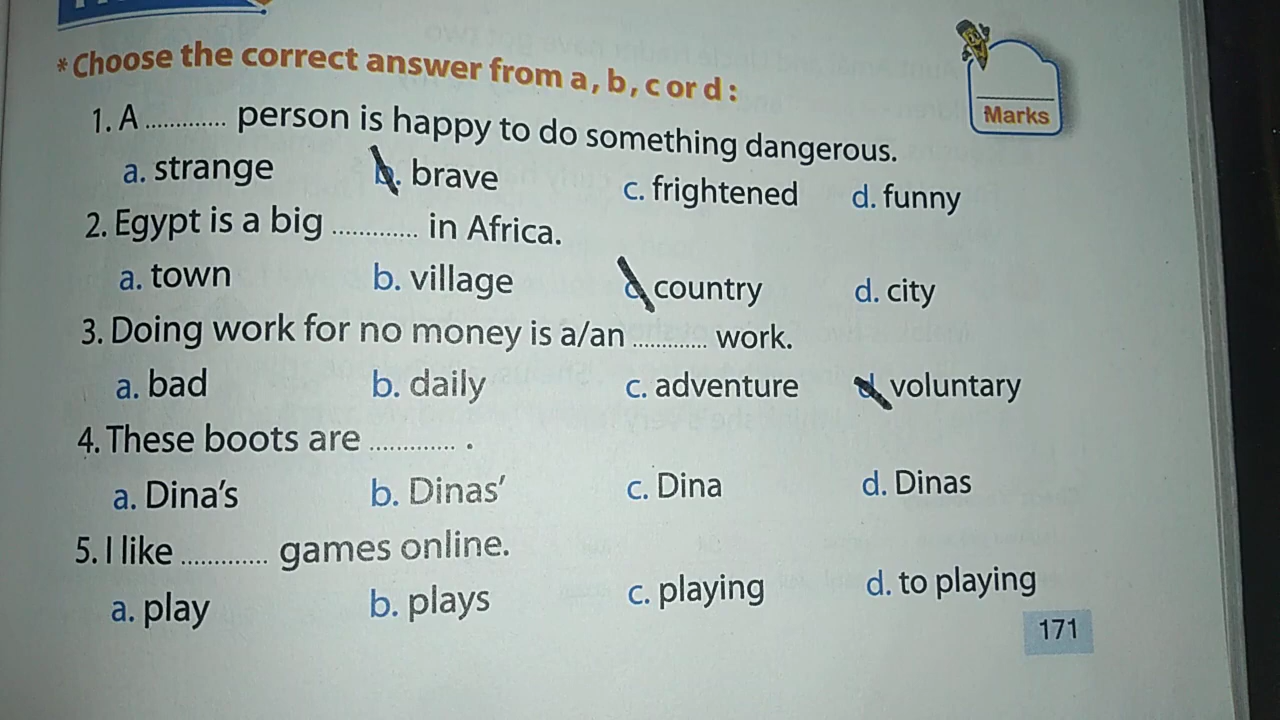 * Choose the correct answer from a, b, c or d :
Marks
1. A ............ person is happy to do something dangerous.
a. strange b. brave c. frightened d. funny
2. Egypt is a big ............. in Africa.
a. town b. village c. country d. city
3. Doing work for no money is a/an ............ work.
a. bad b. daily c. adventure d. voluntary
4. These boots are ............. .
a. Dina's b. Dinas' c. Dina d. Dinas
5. I like ............. games online.
a. play b. plays c. playing d. to playing
171